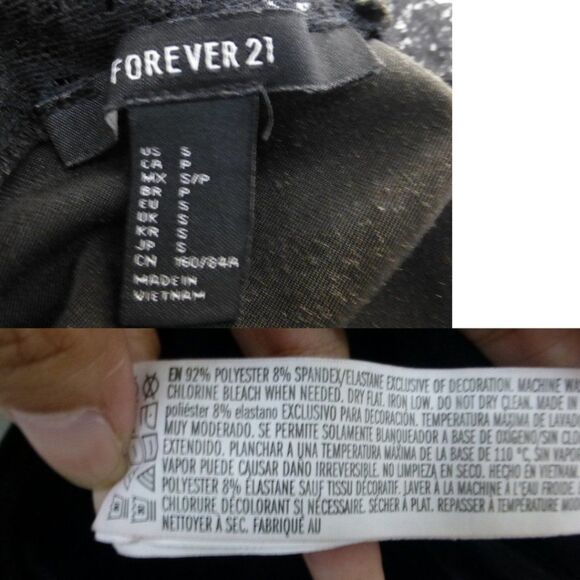 FOREVER 21
US S
CA P
MX S/P
BR P
EU S
UK S
KR S
JP S
CN 160/84A
MADE IN
VIETNAM
EN 92% POLYESTER 8% SPANDEX/ELASTANE EXCLUSIVE OF DECORATION. MACHINE WA
CHLORINE BLEACH WHEN NEEDED. DRY FLAT. IRON LOW. DO NOT DRY CLEAN. MADE IN
poliéster 8% elastano EXCLUSIVO PARA DECORACIÓN. TEMPERATURA MÁXIMA DE LAVAD
MUY MODERADO. SE PERMITE SOLAMENTE BLANQUEADOR A BASE DE OXÍGENO/SIN CLO
EXTENDIDO. PLANCHAR A UNA TEMPERATURA MÁXIMA DE LA BASE DE 110 °C, SIN VAPOR
VAPOR PUEDE CAUSAR DAÑO IRREVERSIBLE. NO LIMPIEZA EN SECO. HECHO EN VIETNAM
POLYESTER 8% ÉLASTANE SAUF TISSU DÉCORATIF. LAVER À LA MACHINE À L'EAU FROIDE.
CHLORURE DÉCOLORANT SI NÉCESSAIRE. SÉCHER À PLAT. REPASSER À TEMPÉRATURE MOD
NETTOYER À SEC. FABRIQUÉ AU